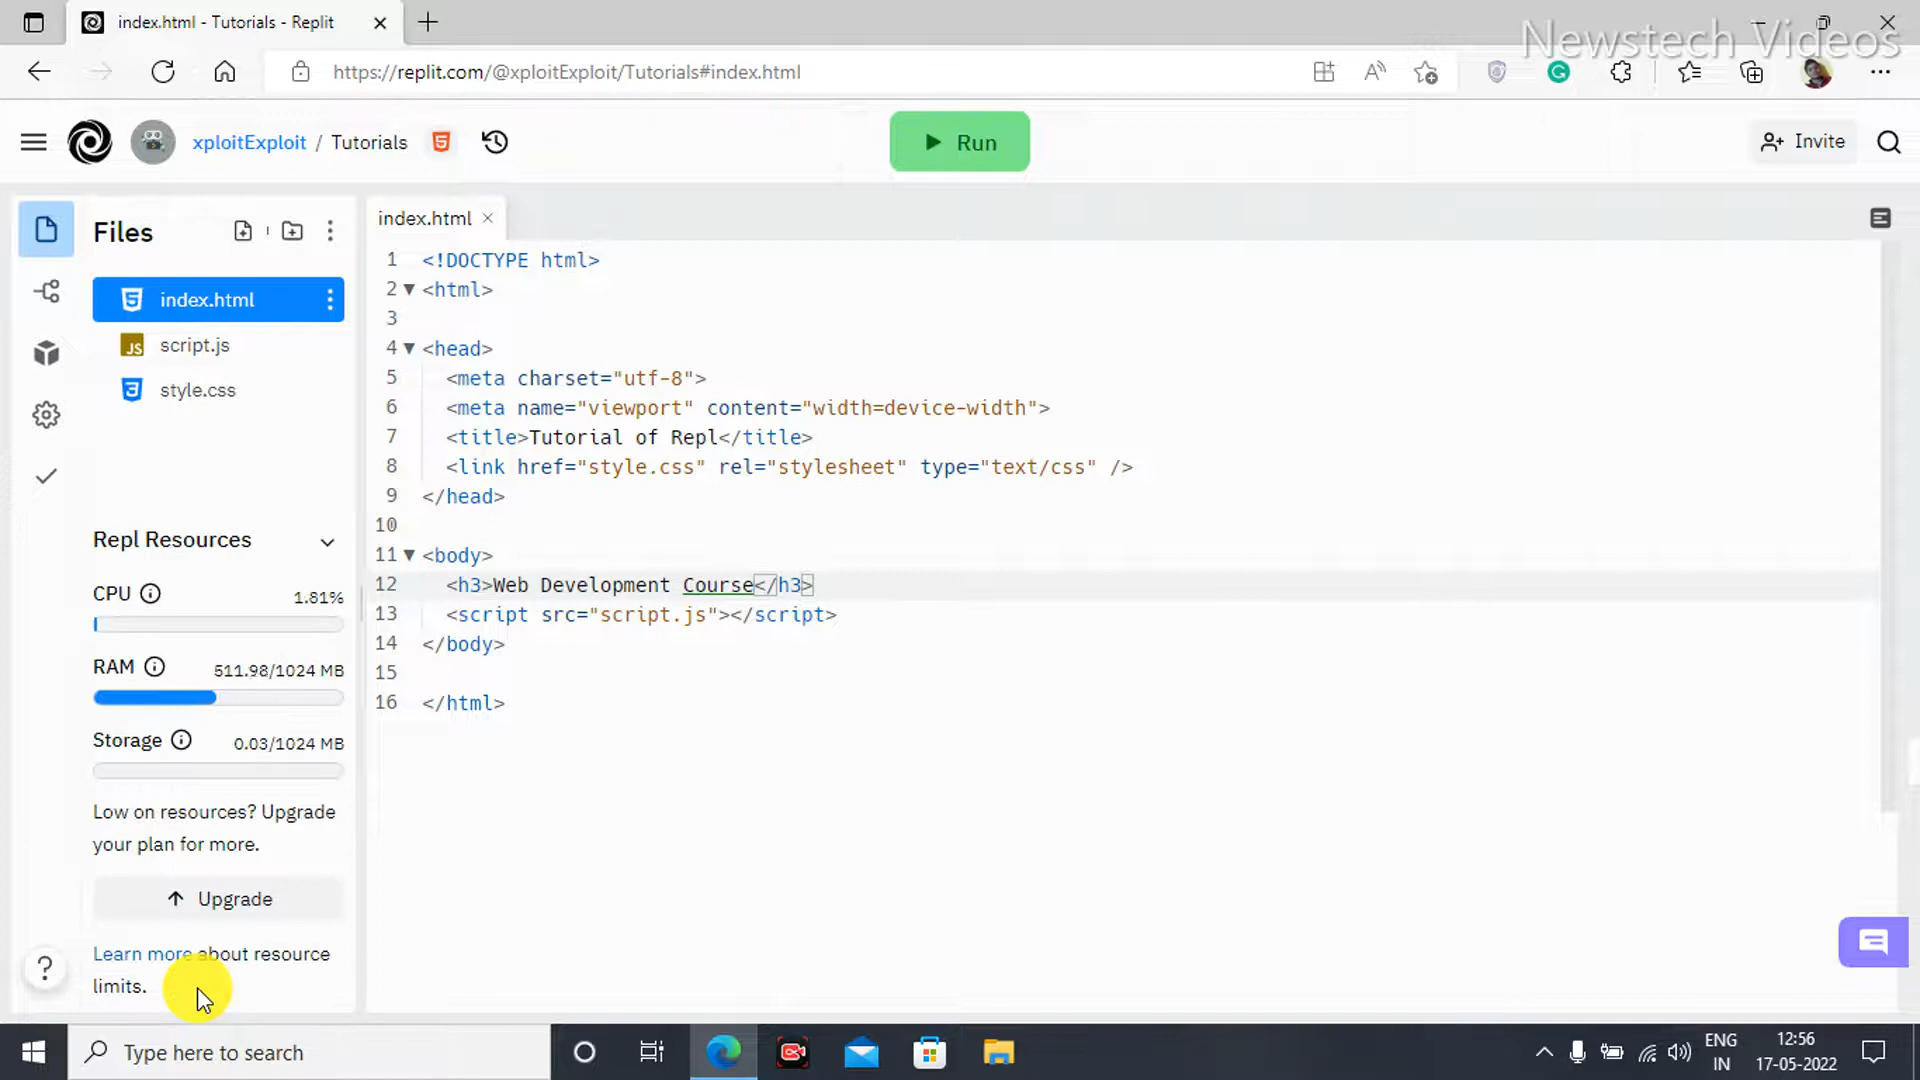 index.html - Tutorials - Replit
Newstech Videos
https://replit.com/@xploitExploit/Tutorials#index.html
xploitExploit / Tutorials
Run
Invite
Files
index.html
script.js
style.css
Repl Resources
CPU
1.81%
RAM
511.98/1024 MB
Storage
0.03/1024 MB
Low on resources? Upgrade
your plan for more.
Upgrade
Learn more about resource
limits.
index.html
1 <!DOCTYPE html>
2 <html>
3
4 <head>
5 <meta charset="utf-8">
6 <meta name="viewport" content="width=device-width">
7 <title>Tutorial of Repl</title>
8 <link href="style.css" rel="stylesheet" type="text/css" />
9 </head>
10
11 <body>
12 <h3>Web Development Course</h3>
13 <script src="script.js"></script>
14 </body>
15
16 </html>
Type here to search
ENG
IN
12:56
17-05-2022